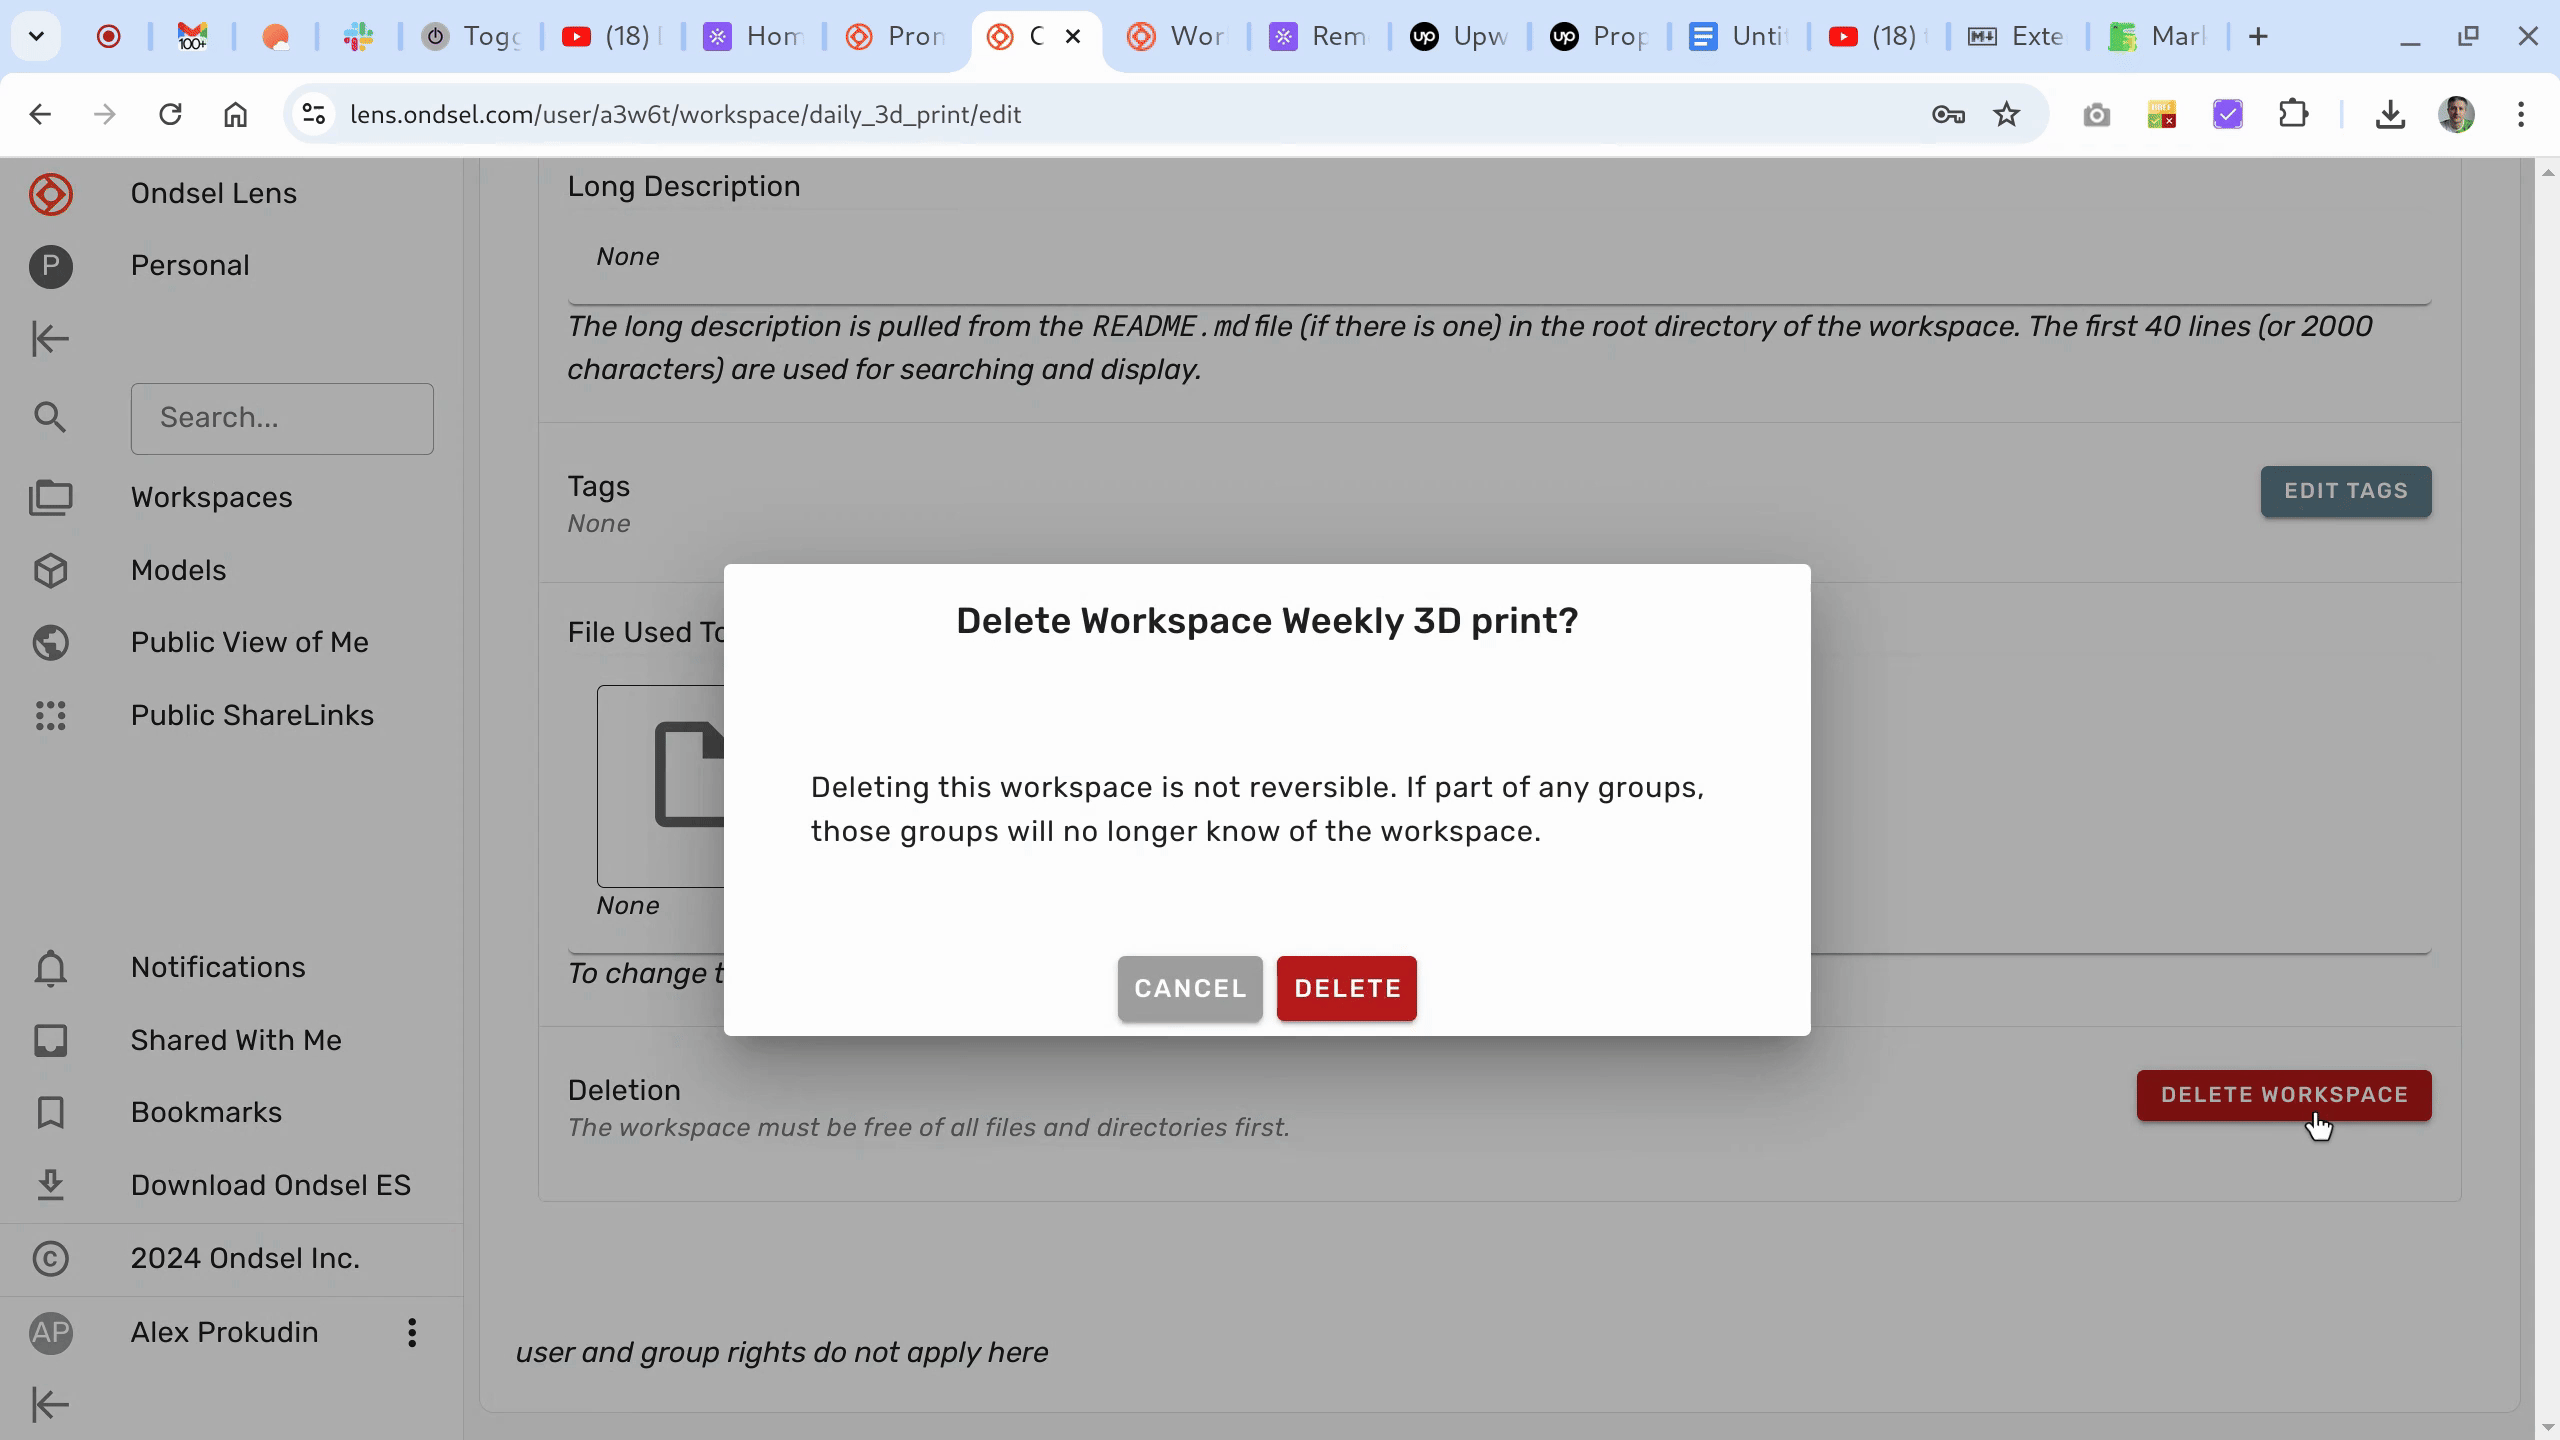 100+
Togg
(18)
Hom
Pron
C
Wor
Rem
up
Upw
up
Prop
Unti
(18)
Exte
Mark
lens.ondsel.com/user/a3w6t/workspace/daily_3d_print/edit
Ondsel Lens
P
Personal
Search...
Workspaces
Models
Public View of Me
Public ShareLinks
Notifications
Shared With Me
Bookmarks
Download Ondsel ES
2024 Ondsel Inc.
AP
Alex Prokudin
Long Description
None
The long description is pulled from the README.md file (if there is one) in the root directory of the workspace. The first 40 lines (or 2000
characters) are used for searching and display.
Tags
None
EDIT TAGS
File Used To
None
To change t
Delete Workspace Weekly 3D print?
Deleting this workspace is not reversible. If part of any groups,
those groups will no longer know of the workspace.
CANCEL
DELETE
Deletion
The workspace must be free of all files and directories first.
DELETE WORKSPACE
user and group rights do not apply here